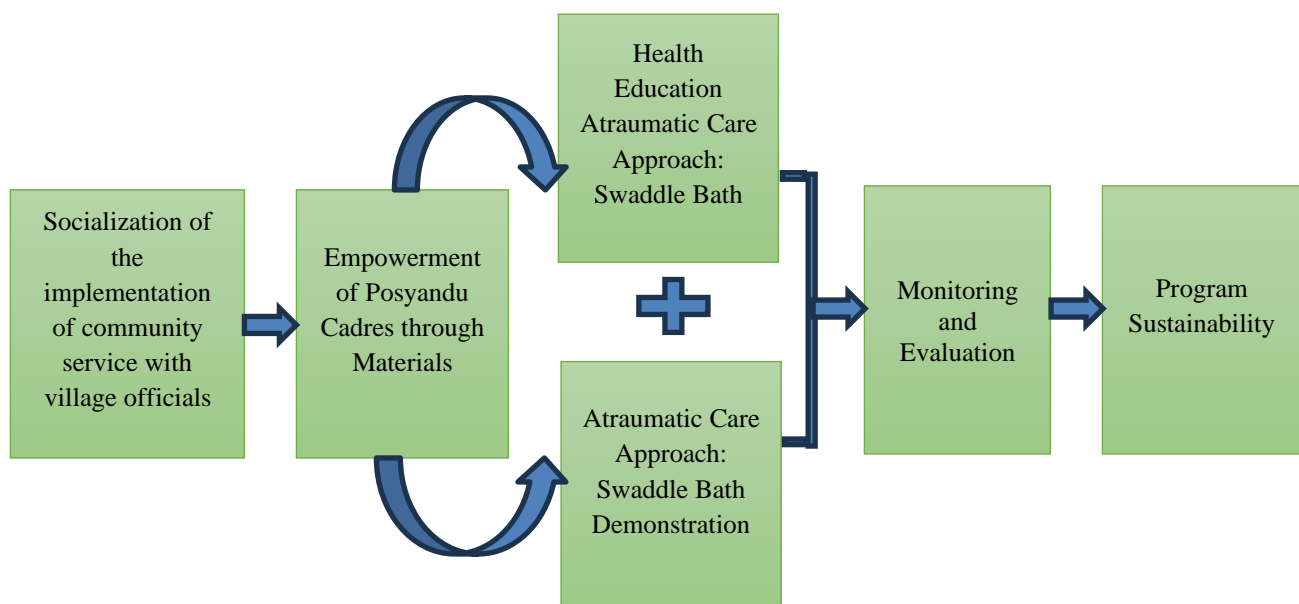 Socialization of
the
implementation
of community
service with
village officials
Empowerment
of Posyandu
Cadres through
Materials
Health
Education
Atraumatic Care
Approach:
Swaddle Bath
Atraumatic Care
Approach:
Swaddle Bath
Demonstration
Monitoring
and
Evaluation
Program
Sustainability